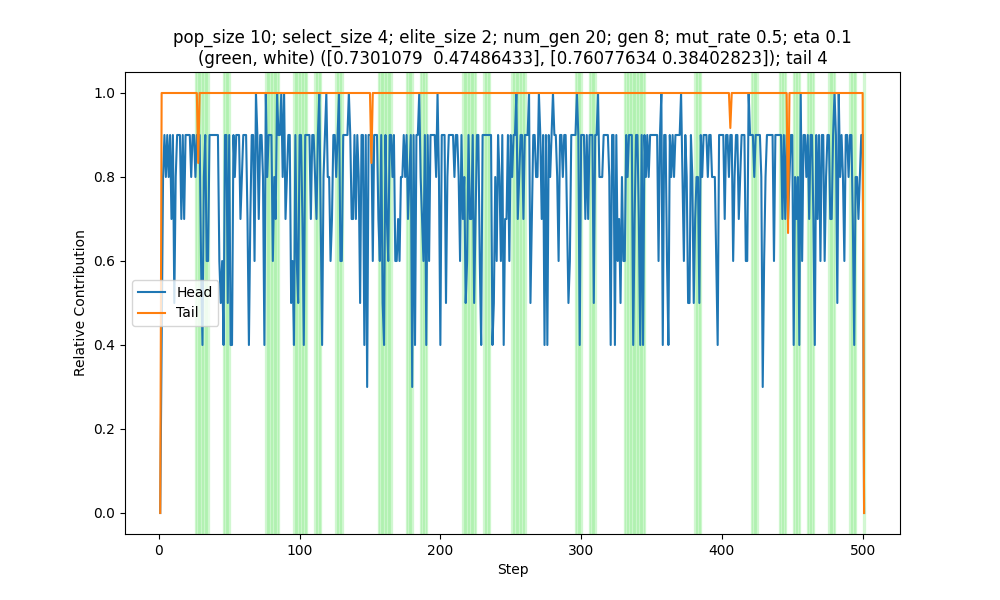 pop_size 10; select_size 4; elite_size 2; num_gen 20; gen 8; mut_rate 0.5; eta 0.1
(green, white) ([0.7301079 0.47486433], [0.76077634 0.38402823]); tail 4
1.0
0.8
0.6
0.4
0.2
0.0
Relative Contribution
Head
Tail
0
100
200
300
400
500
Step